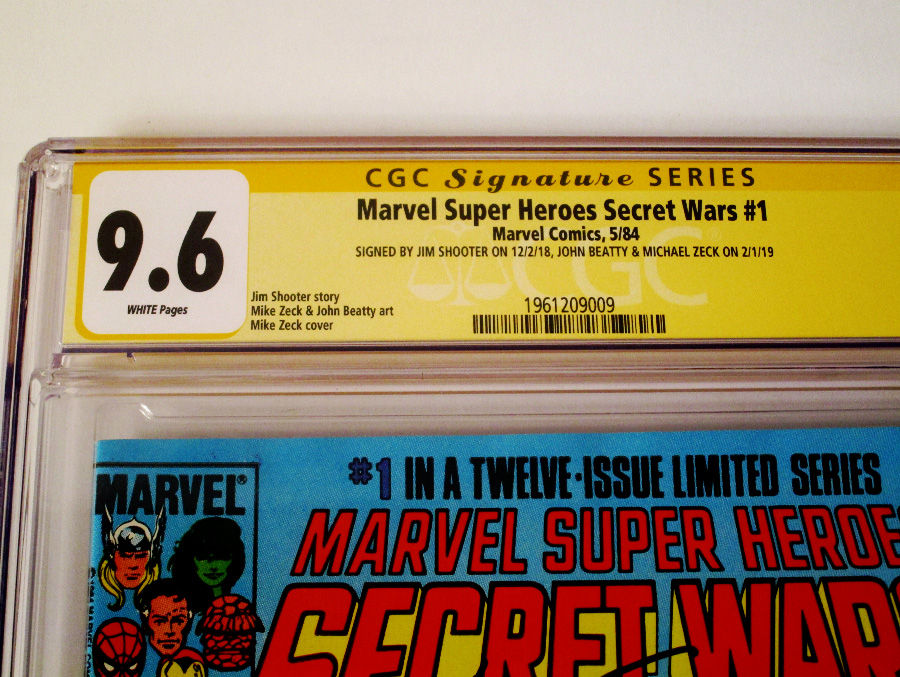 CGC Signature SERIES
Marvel Super Heroes Secret Wars #1
Marvel Comics, 5/84
SIGNED BY JIM SHOOTER ON 12/2/18, JOHN BEATTY & MICHAEL ZECK ON 2/1/19
9.6
WHITE Pages
Jim Shooter story
Mike Zeck & John Beatty art
Mike Zeck cover
CGC
1961209009
#1 IN A TWELVE-ISSUE LIMITED SERIES
MARVEL®
MARVEL SUPER HEROES
SECRET WARS